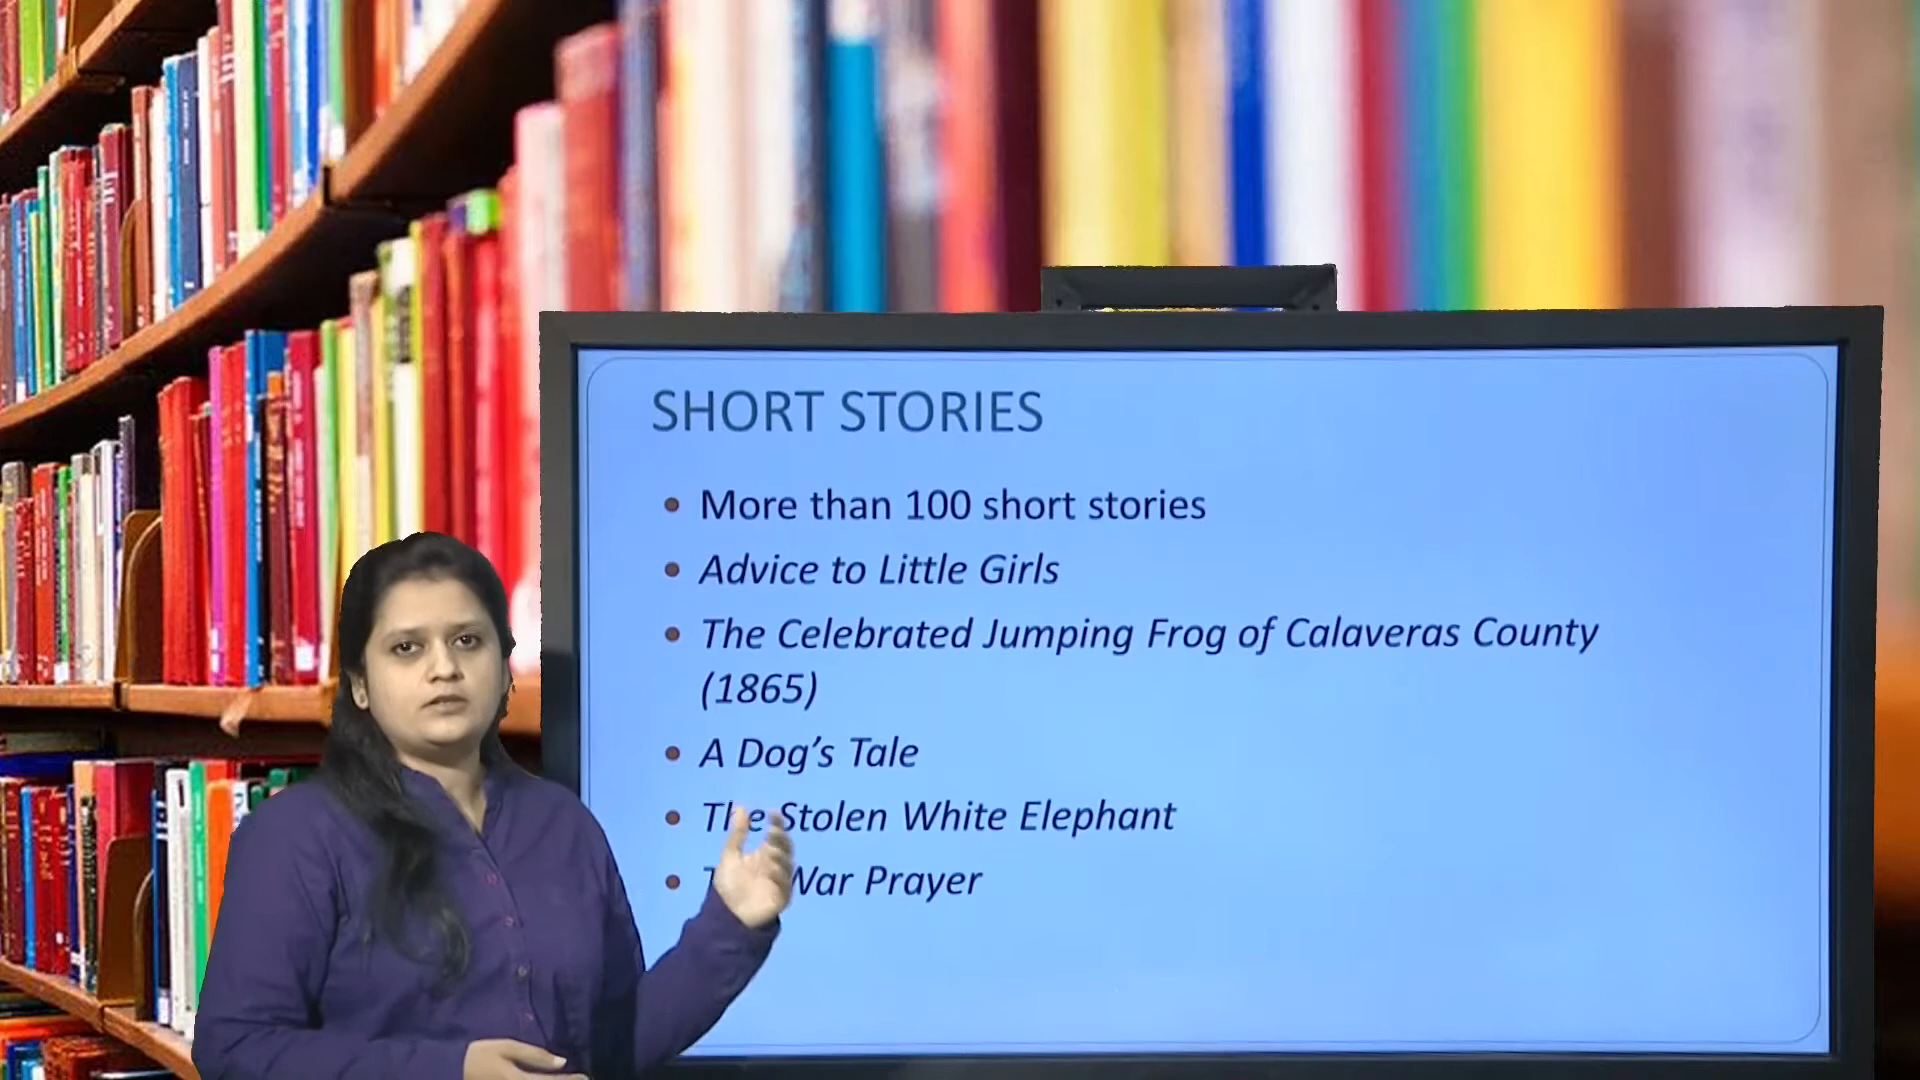 SHORT STORIES
• More than 100 short stories
• Advice to Little Girls
• The Celebrated Jumping Frog of Calaveras County
(1865)
• A Dog's Tale
• The Stolen White Elephant
• War Prayer